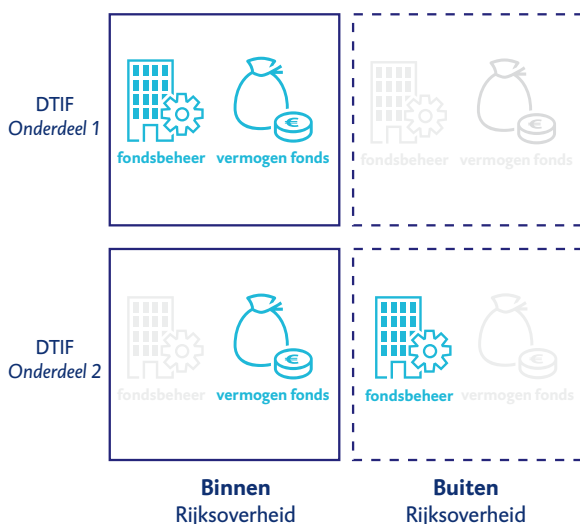 DTIF
Onderdeel 1
fondsbeheer vermogen fonds
fondsbeheer vermogen fonds
DTIF
Onderdeel 2
fondsbeheer vermogen fonds
fondsbeheer vermogen fonds
Binnen
Rijksoverheid
Buiten
Rijksoverheid